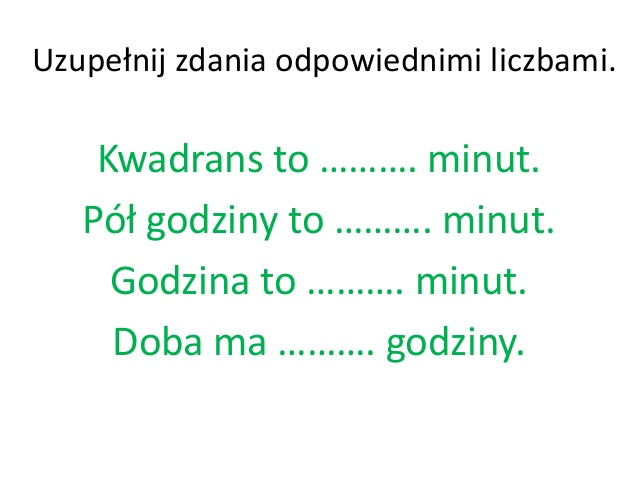 Uzupełnij zdania odpowiednimi liczbami.
Kwadrans to ………. minut.
Pół godziny to ………. minut.
Godzina to ………. minut.
Doba ma ………. godziny.